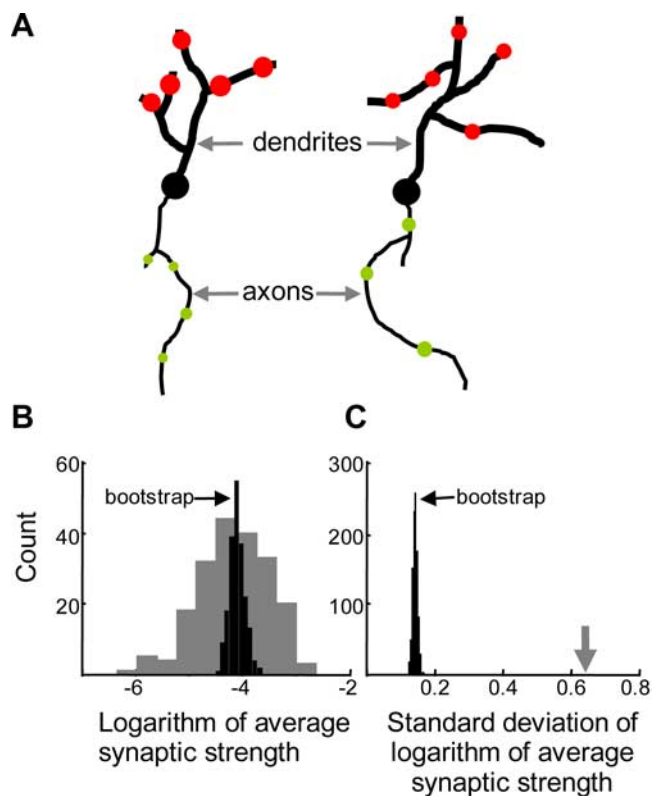 A
dendrites
axons
B
C
60
40
20
Count
bootstrap
-6
-4
-2
Logarithm of average
synaptic strength
300
200
100
bootstrap
0.2
0.4
0.6
0.8
Standard deviation of
logarithm of average
synaptic strength